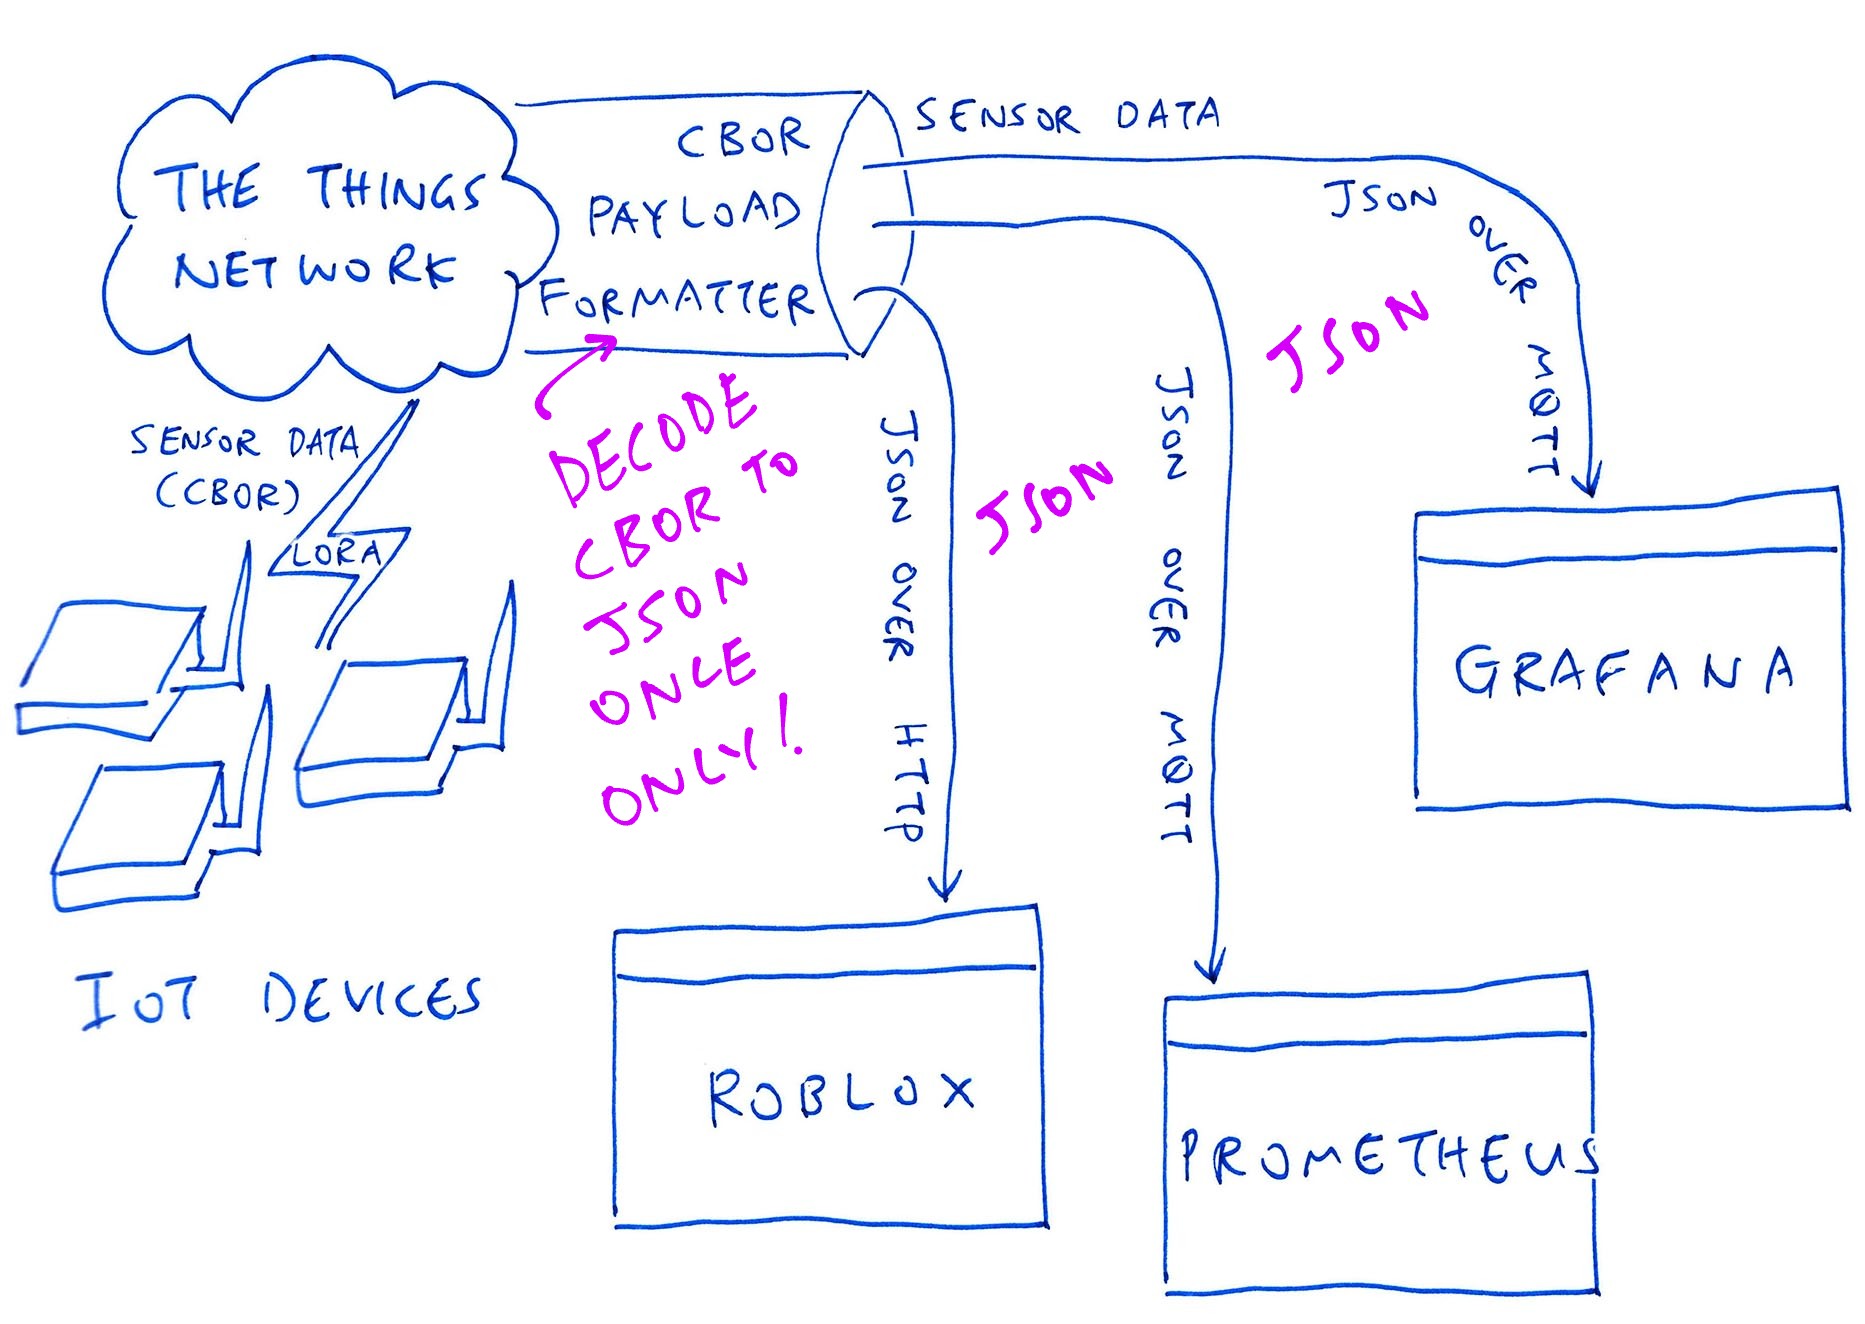 THE THINGS
NETWORK
CBOR
PAYLOAD
FORMATTER
SENSOR DATA
JSON OVER MQTT
JSON
JSON OVER MQTT
JSON
JSON OVER HTTP
DECODE
CBOR TO
JSON
ONCE
ONLY!
SENSOR DATA
(CBOR)
LORA
IOT DEVICES
GRAFANA
ROBLOX
PROMETHEUS